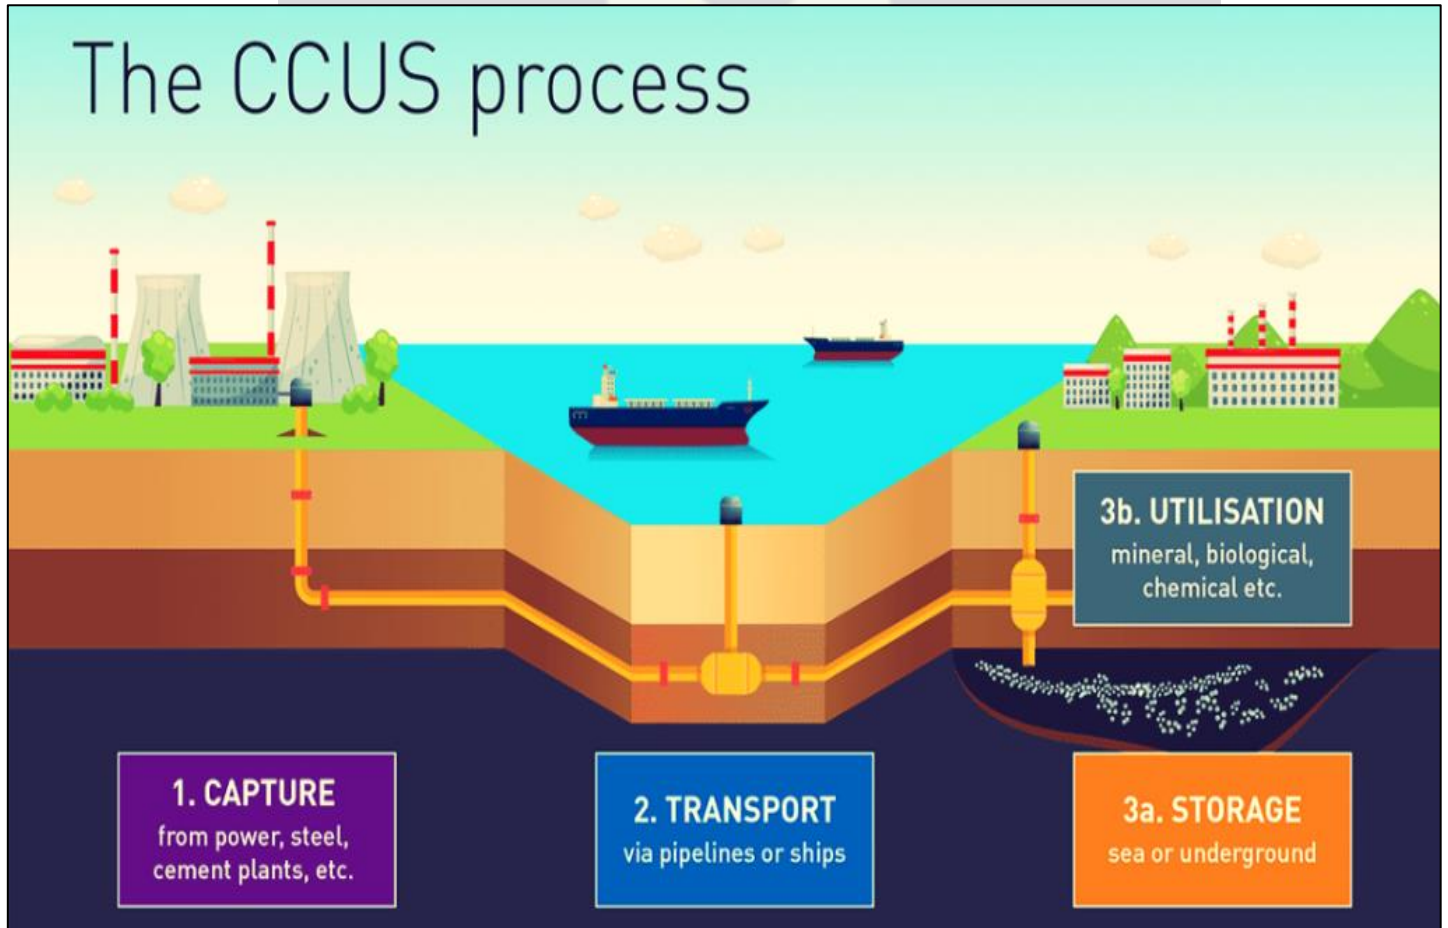 The CCUS process
1. CAPTURE
from power, steel,
cement plants, etc.
2. TRANSPORT
via pipelines or ships
3b. UTILISATION
mineral, biological,
chemical etc.
3a. STORAGE
sea or underground